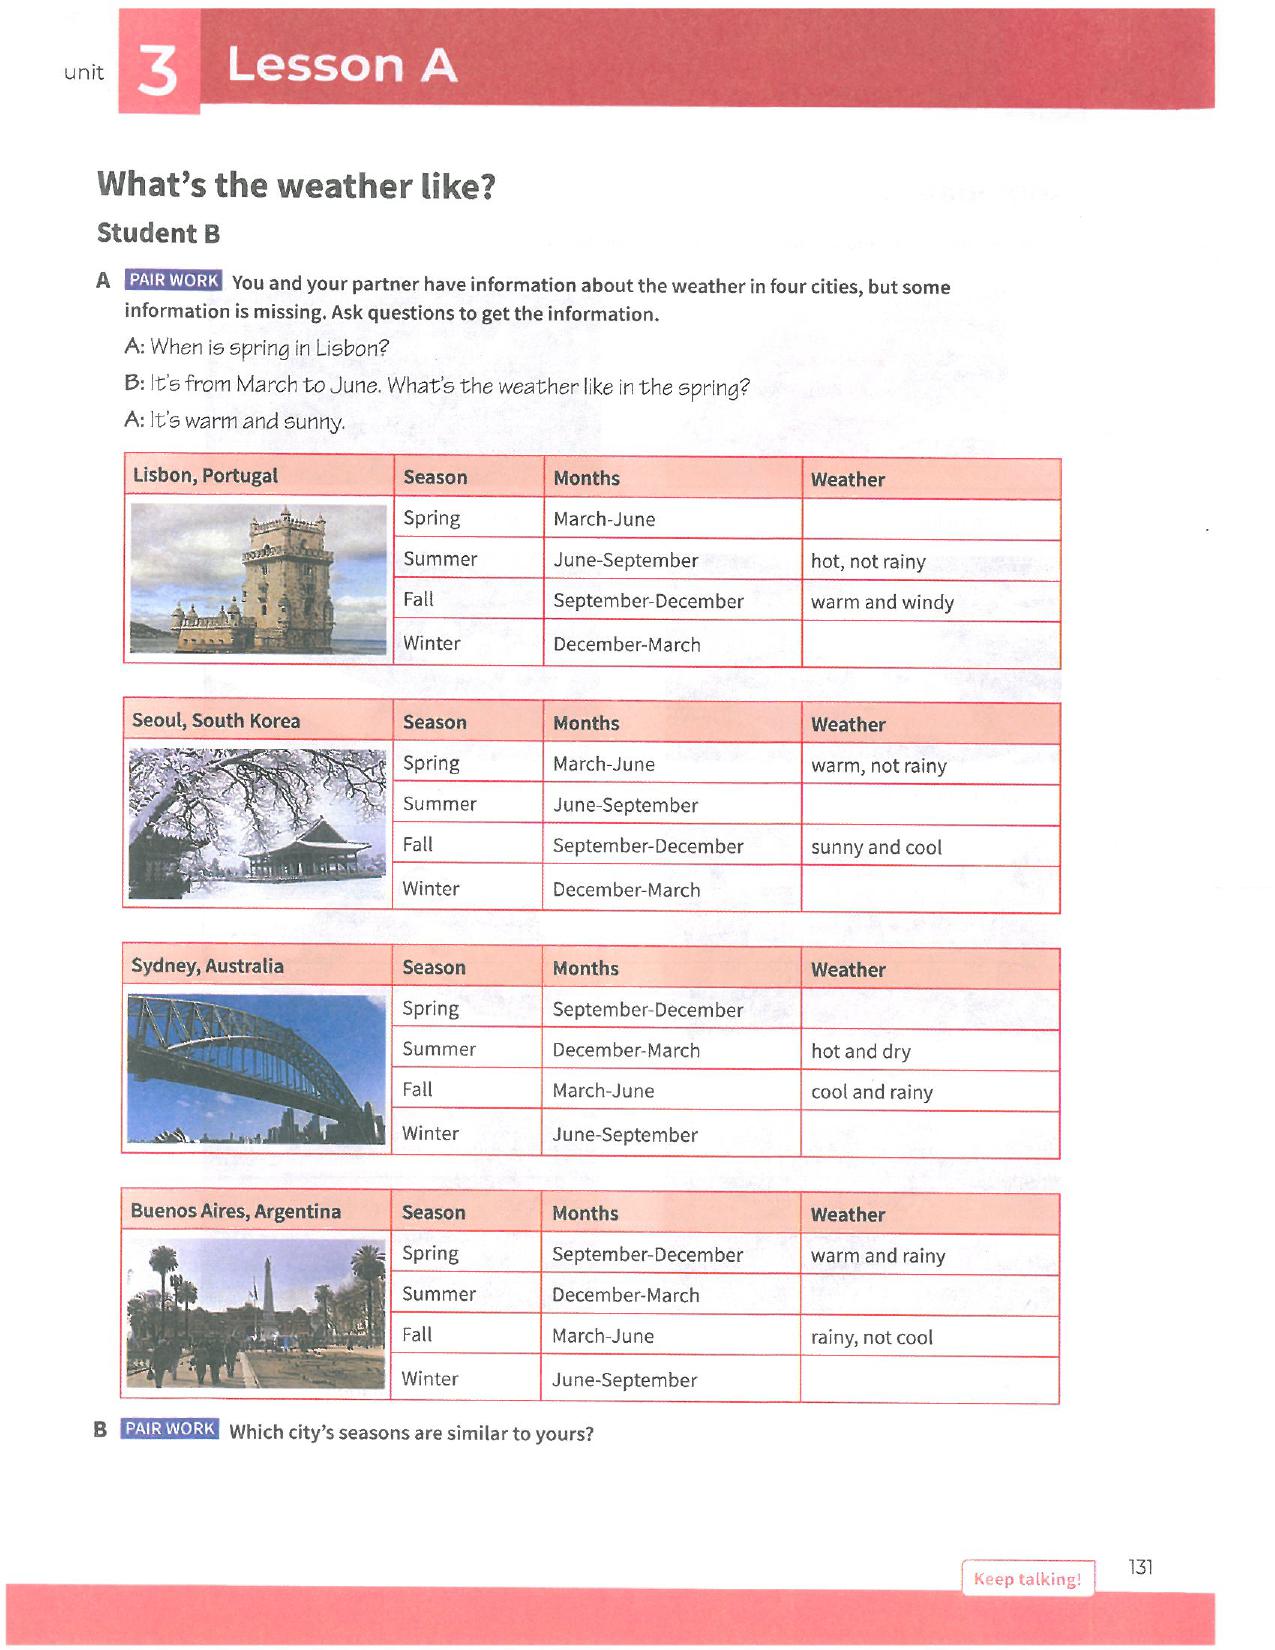 unit 3 Lesson A
What's the weather like?
Student B
A PAIR WORK You and your partner have information about the weather in four cities, but some
information is missing. Ask questions to get the information.
A: When is spring in Lisbon?
B: It's from March to June. What's the weather like in the spring?
A: It's warm and sunny.
Lisbon, Portugal Season Months Weather
Spring March-June
Summer June-September hot, not rainy
Fall September-December warm and windy
Winter December-March
Seoul, South Korea Season Months Weather
Spring March-June warm, not rainy
Summer June-September
Fall September-December sunny and cool
Winter December-March
Sydney, Australia Season Months Weather
Spring September-December
Summer December-March hot and dry
Fall March-June cool and rainy
Winter June-September
Buenos Aires, Argentina Season Months Weather
Spring September-December warm and rainy
Summer December-March
Fall March-June rainy, not cool
Winter June-September
B PAIR WORK Which city's seasons are similar to yours?
Keep talking! 131